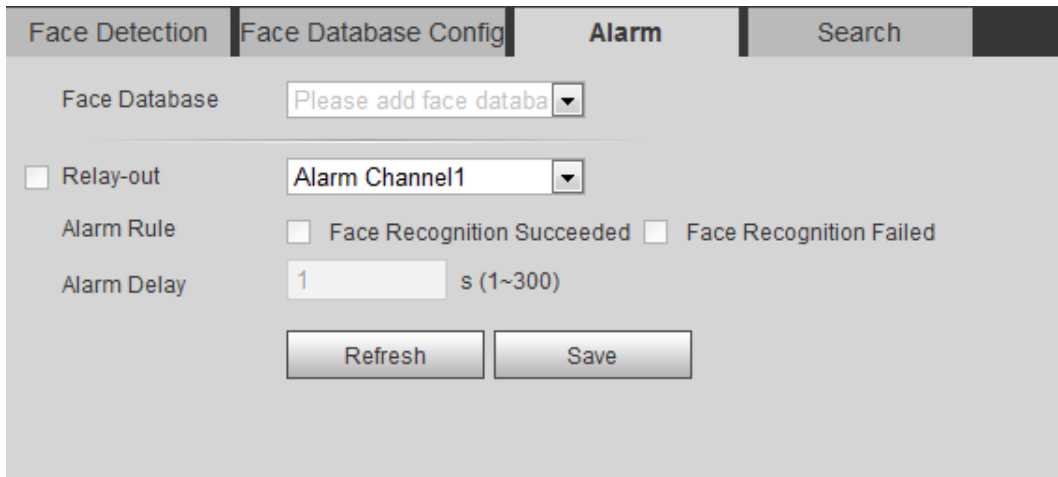 Face Detection Face Database Config Alarm Search
Face Database Please add face databa
Relay-out Alarm Channel1
Alarm Rule Face Recognition Succeeded Face Recognition Failed
Alarm Delay 1 s (1~300)
Refresh Save